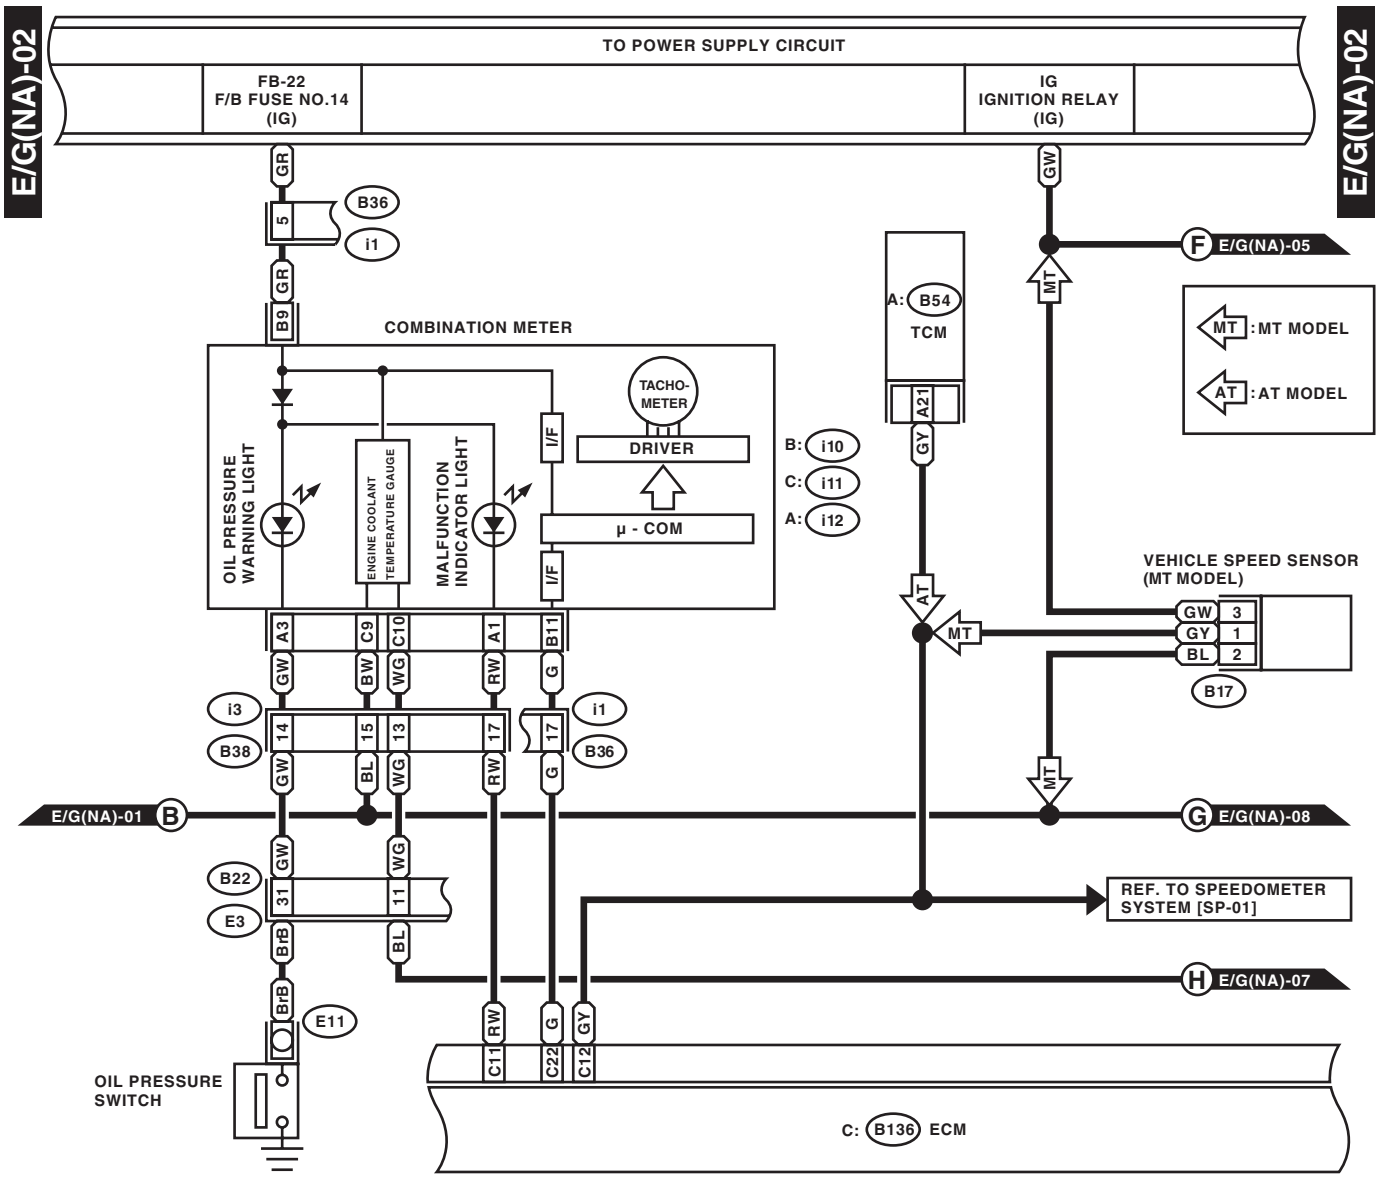 E/G(NA)-02
E/G(NA)-02
TO POWER SUPPLY CIRCUIT
FB-22
F/B FUSE NO.14
(IG)
IG
IGNITION RELAY
(IG)
GR
GW
5
B36
i1
GR
B9
F E/G(NA)-05
MT
A: B54
TCM
A21
GY
MT :MT MODEL
AT :AT MODEL
COMBINATION METER
TACHO-
METER
DRIVER
µ - COM
I/F
I/F
OIL PRESSURE
WARNING LIGHT
ENGINE COOLANT
TEMPERATURE GAUGE
MALFUNCTION
INDICATOR LIGHT
B: i10
C: i11
A: i12
VEHICLE SPEED SENSOR
(MT MODEL)
GW 3
GY 1
BL 2
B17
AT
MT
A3 C9 C10 A1 B11
GW BW WG RW G
i3
B38
14 15 13 17 17
i1
B36
GW BL WG RW G
MT
E/G(NA)-01 B
G E/G(NA)-08
GW WG
B22
E3
31 11
BrB BL
REF. TO SPEEDOMETER
SYSTEM [SP-01]
H E/G(NA)-07
BrB
E11
RW G GY
C11 C22 C12
OIL PRESSURE
SWITCH
C: B136 ECM